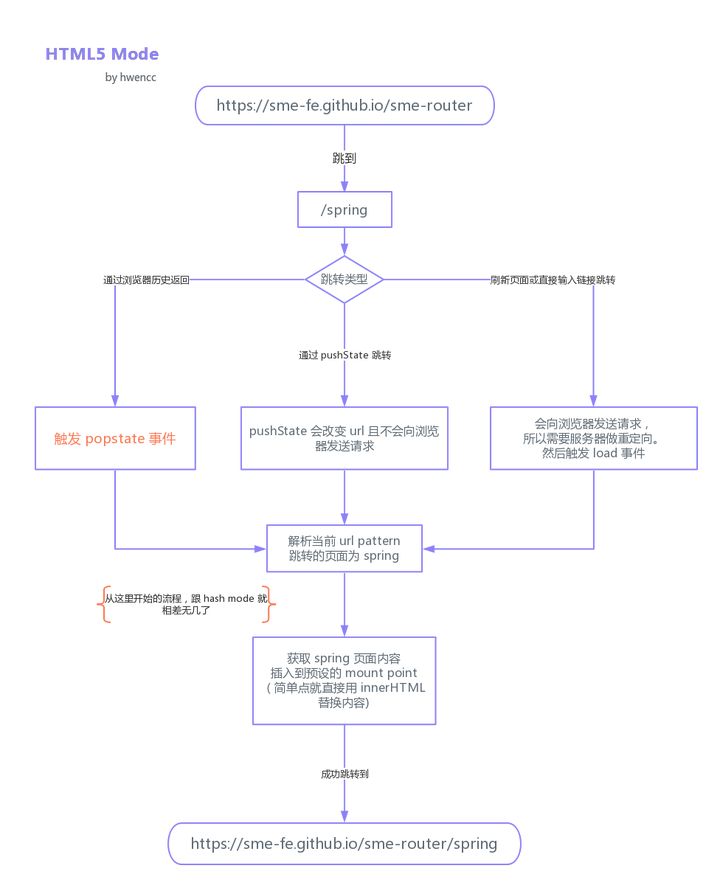 HTML5 Mode
by hwencc
https://sme-fe.github.io/sme-router
跳到
/spring
跳转类型
通过浏览器历史返回
刷新页面或直接输入链接跳转
通过 pushState 跳转
触发 popstate 事件
pushState 会改变 url 且不会向浏览
器发送请求
会向浏览器发送请求，
所以需要服务器做重定向。
然后触发 load 事件
解析当前 url pattern
跳转的页面为 spring
从这里开始的流程，跟 hash mode 就
相差无几了
获取 spring 页面内容
插入到预设的 mount point
( 简单点就直接用 innerHTML
替换内容)
成功跳转到
https://sme-fe.github.io/sme-router/spring